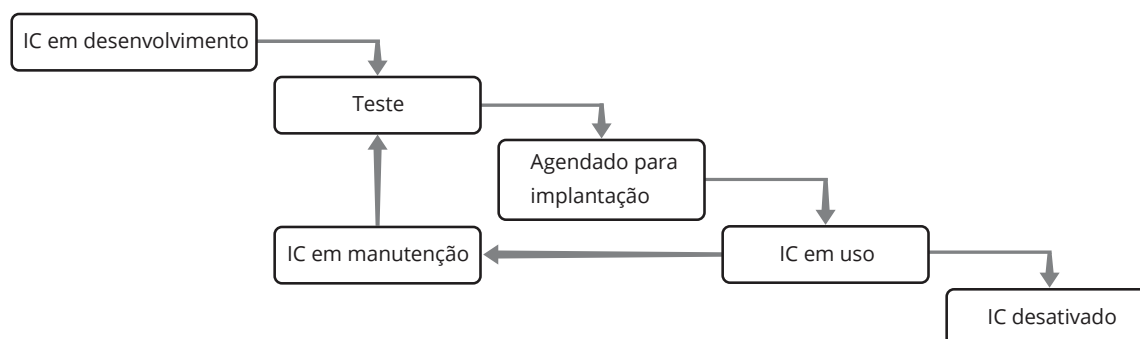 IC em desenvolvimento
Teste
Agendado para
implantação
IC em manutenção
IC em uso
IC desativado